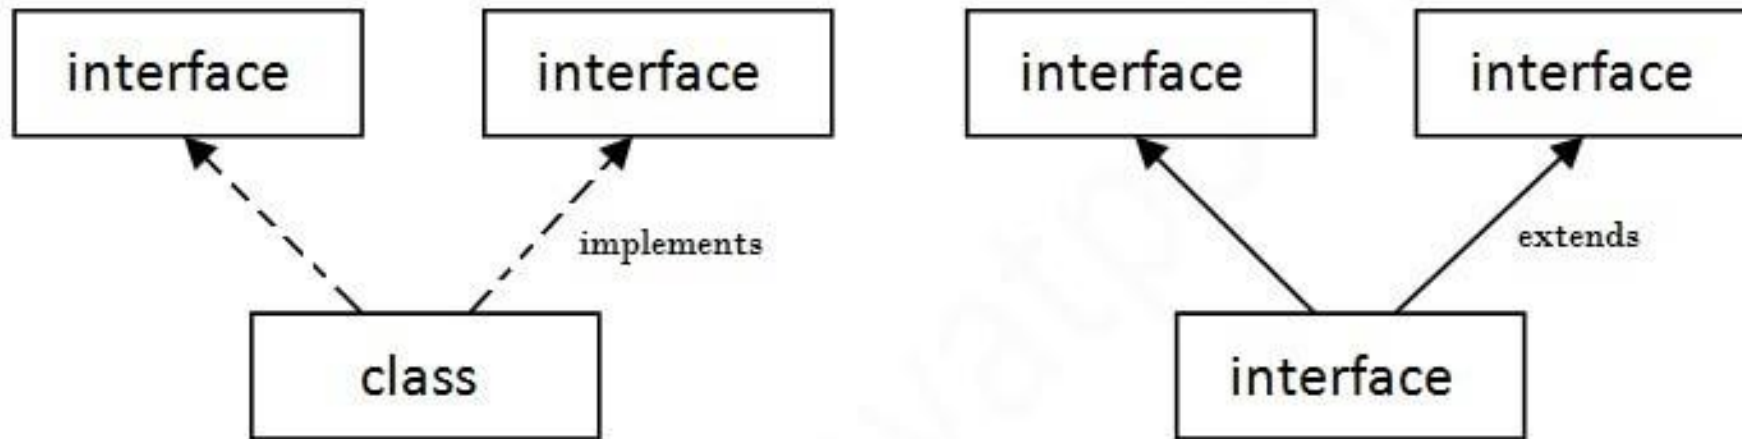 interface interface interface interface
implements extends
class interface